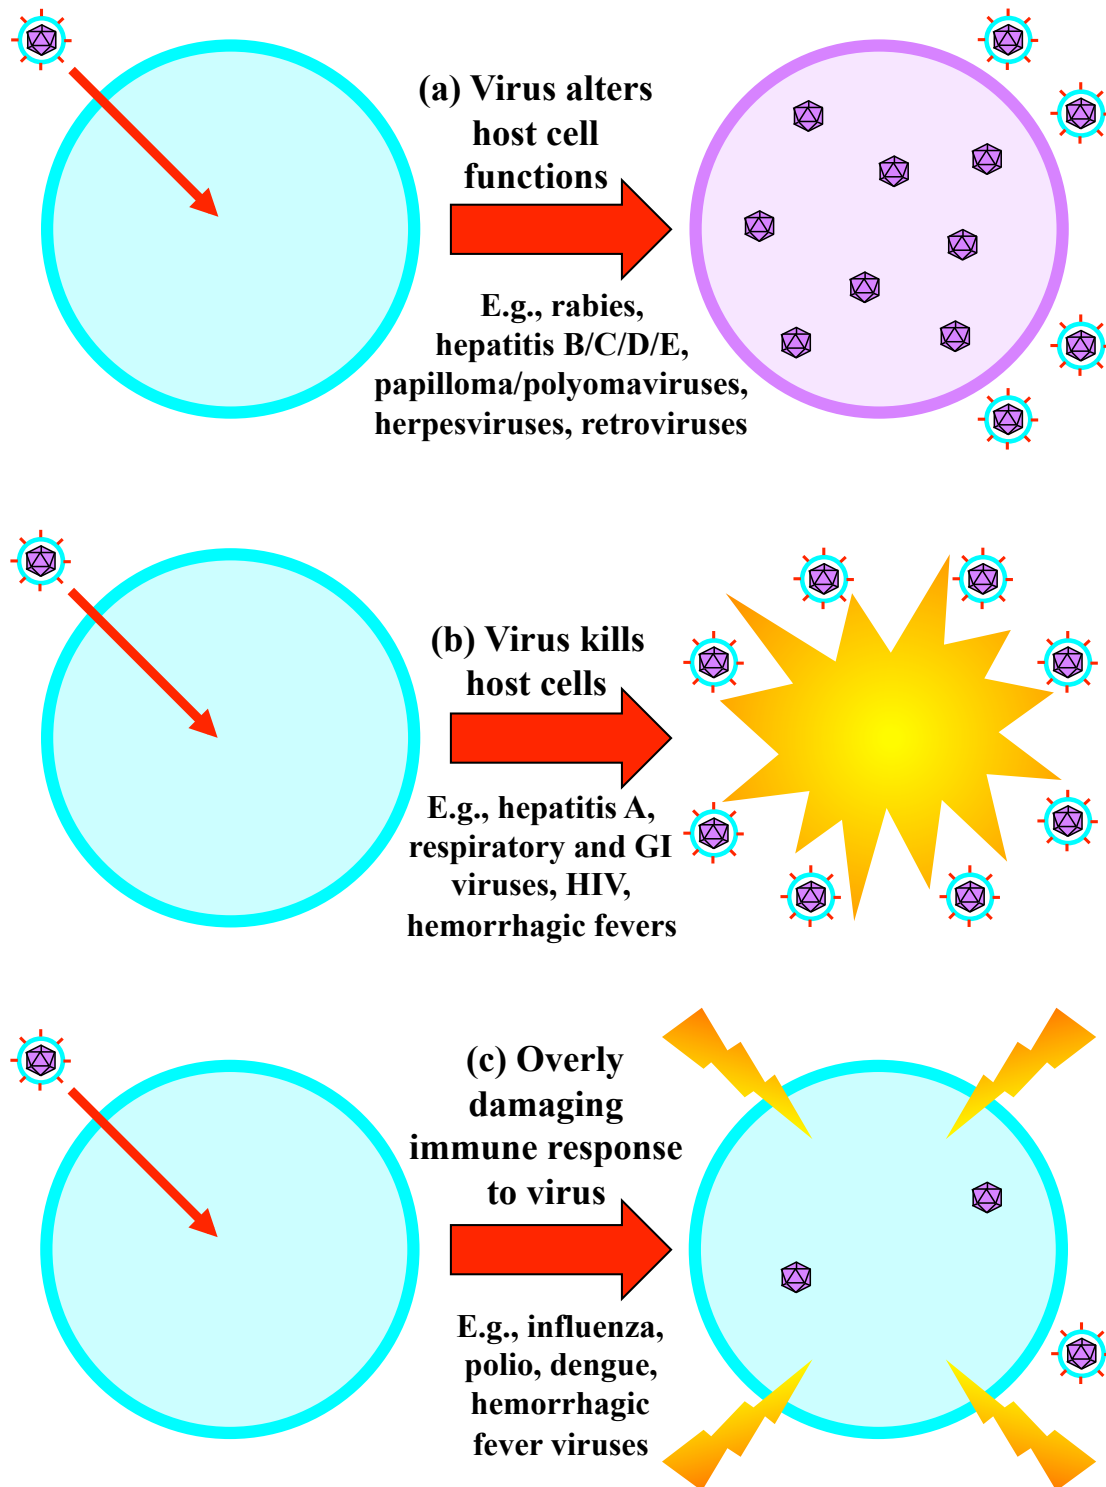 (a) Virus alters
host cell
functions
E.g., rabies,
hepatitis B/C/D/E,
papilloma/polyomaviruses,
herpesviruses, retroviruses
(b) Virus kills
host cells
E.g., hepatitis A,
respiratory and GI
viruses, HIV,
hemorrhagic fevers
(c) Overly
damaging
immune response
to virus
E.g., influenza,
polio, dengue,
hemorrhagic
fever viruses